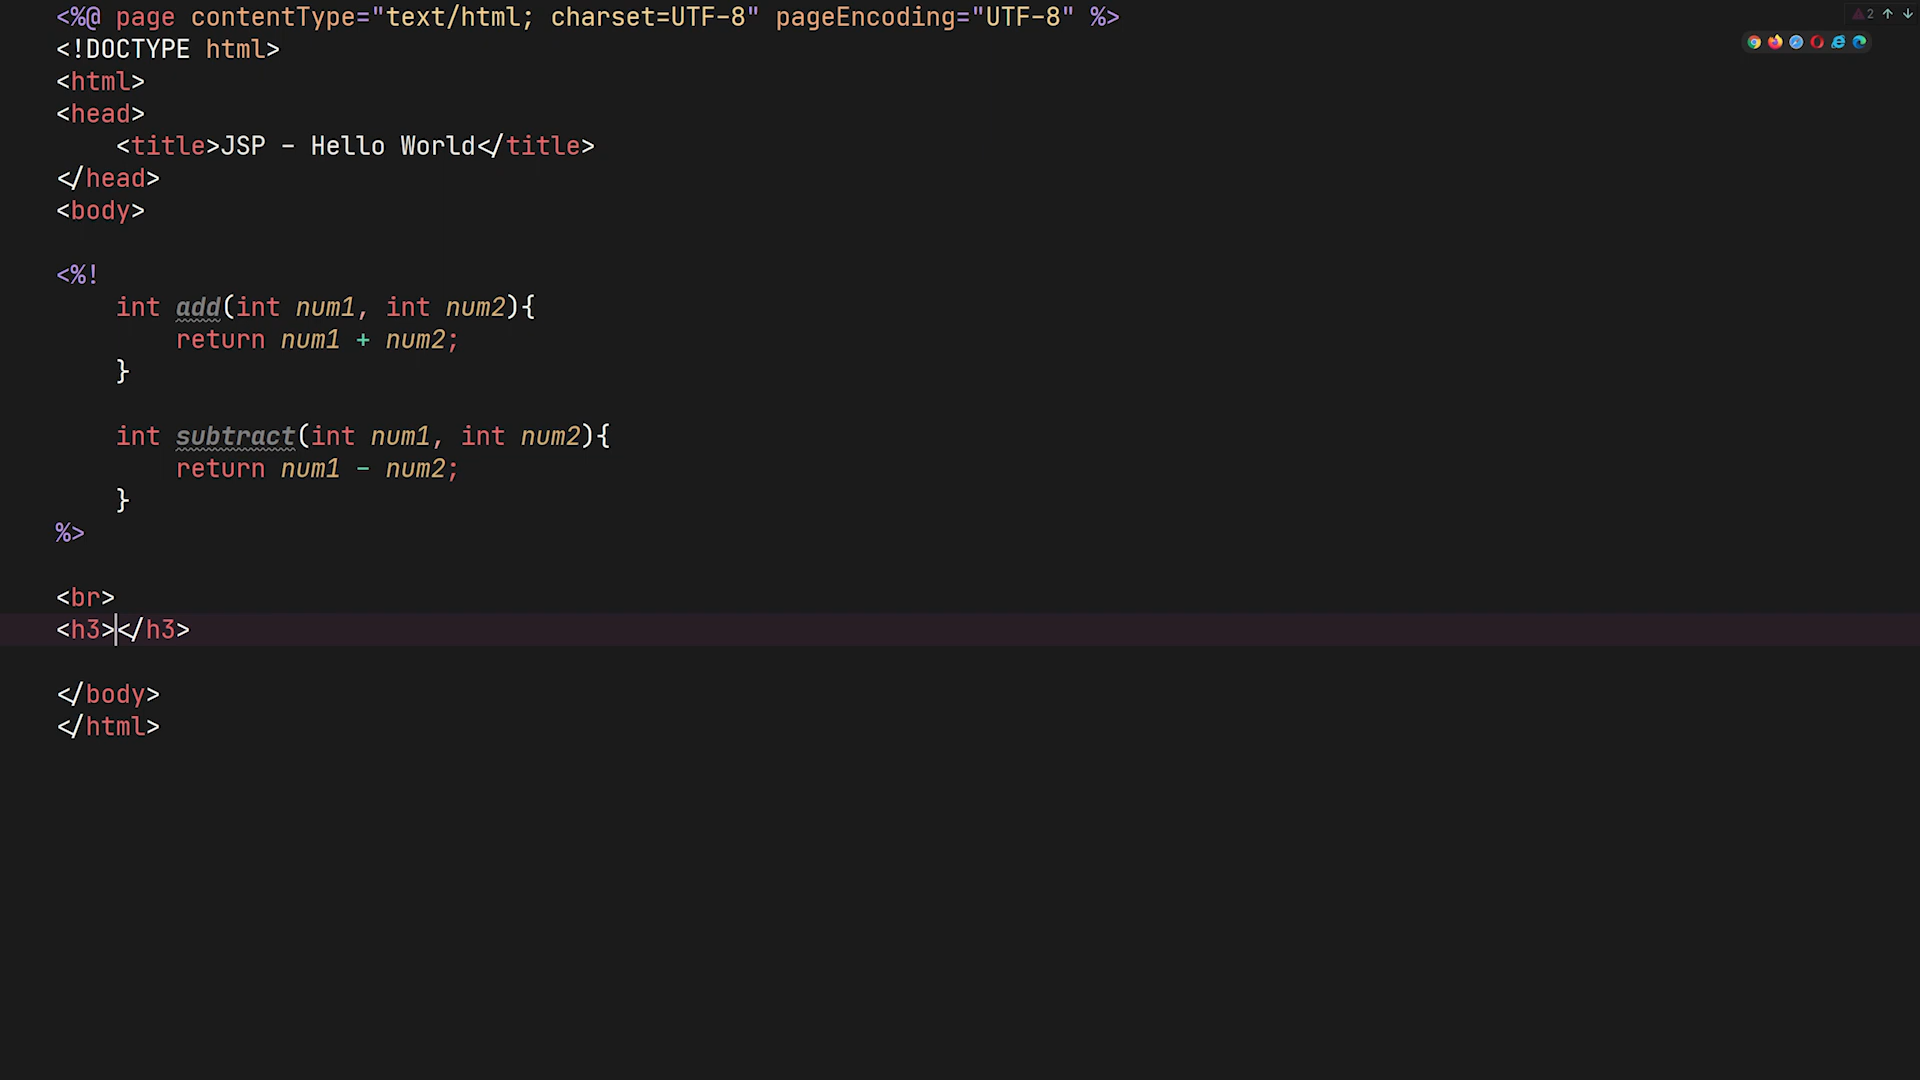 <%@ page contentType="text/html; charset=UTF-8" pageEncoding="UTF-8" %>
2
<!DOCTYPE html>
<html>
<head>
    <title>JSP - Hello World</title>
</head>
<body>
<%!
    int add(int num1, int num2){
        return num1 + num2;
    }
    int subtract(int num1, int num2){
        return num1 - num2;
    }
%>
<br>
<h3></h3>
</body>
</html>